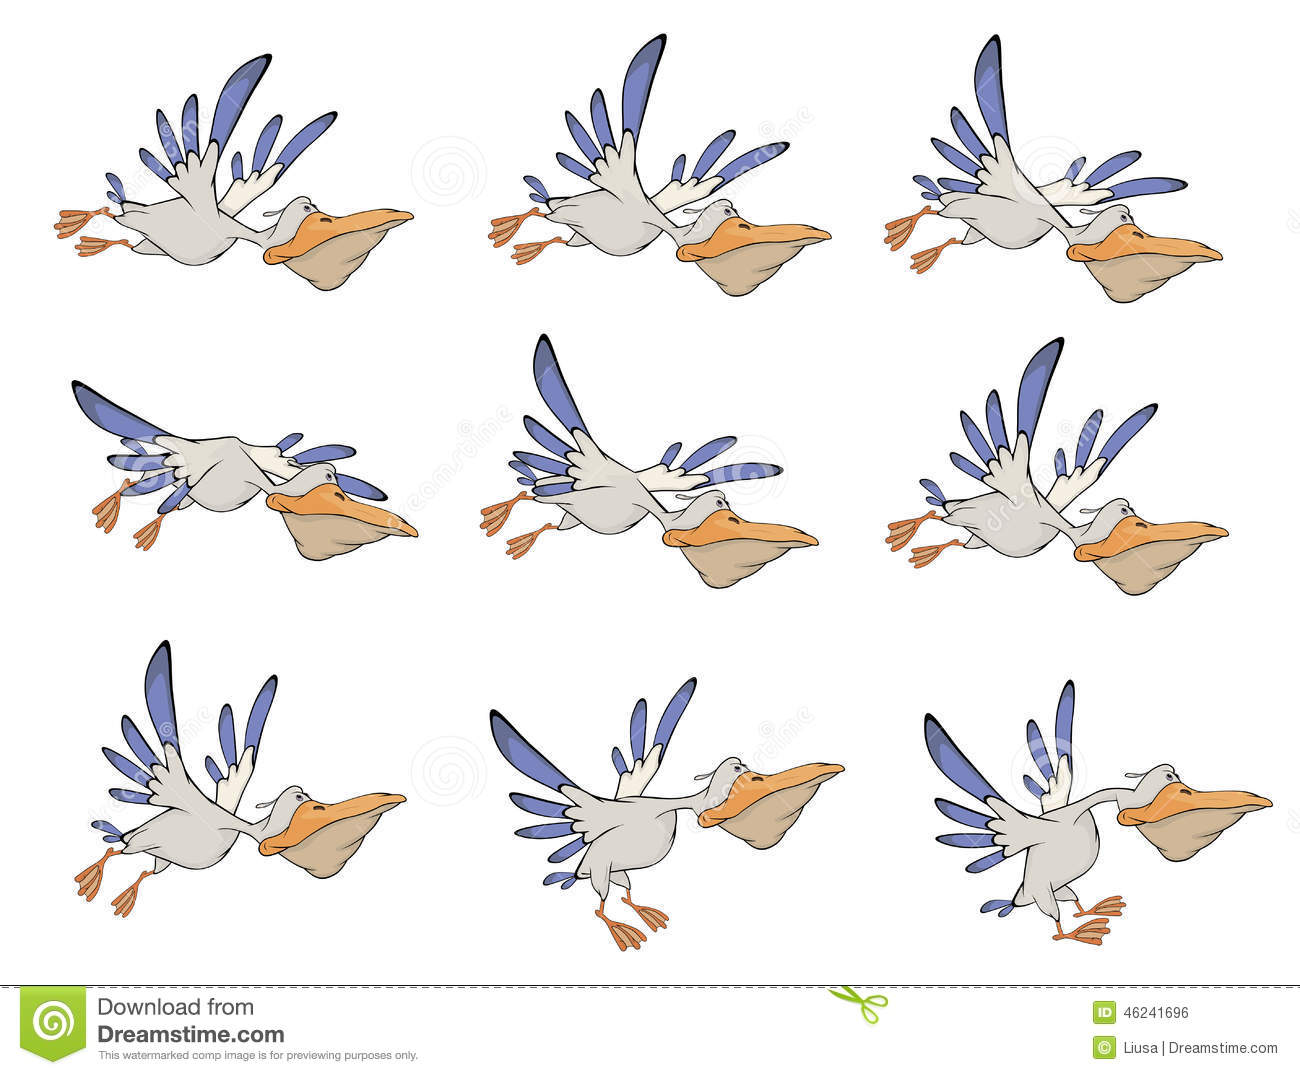 Download from
Dreamstime.com
This watermarked comp image is for previewing purposes only.
ID 46241696
© Liusa | Dreamstime.com